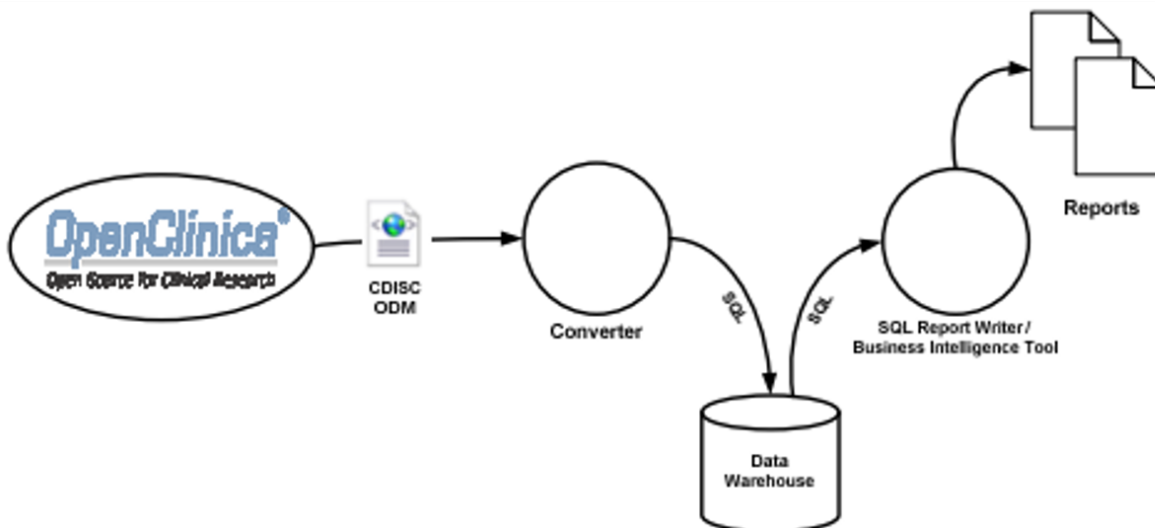 OpenClinica®
Open Source for Clinical Research
CDISC
ODM
Converter
SQL
SQL
Data
Warehouse
SQL Report Writer/
Business Intelligence Tool
Reports